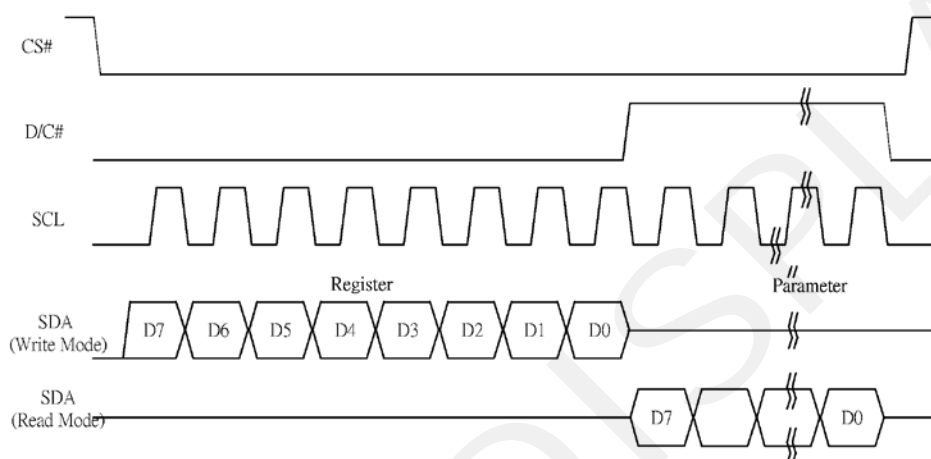 CS#
D/C#
SCL
Register
Parameter
SDA
(Write Mode)
D7 D6 D5 D4 D3 D2 D1 D0
SDA
(Read Mode)
D7 D0